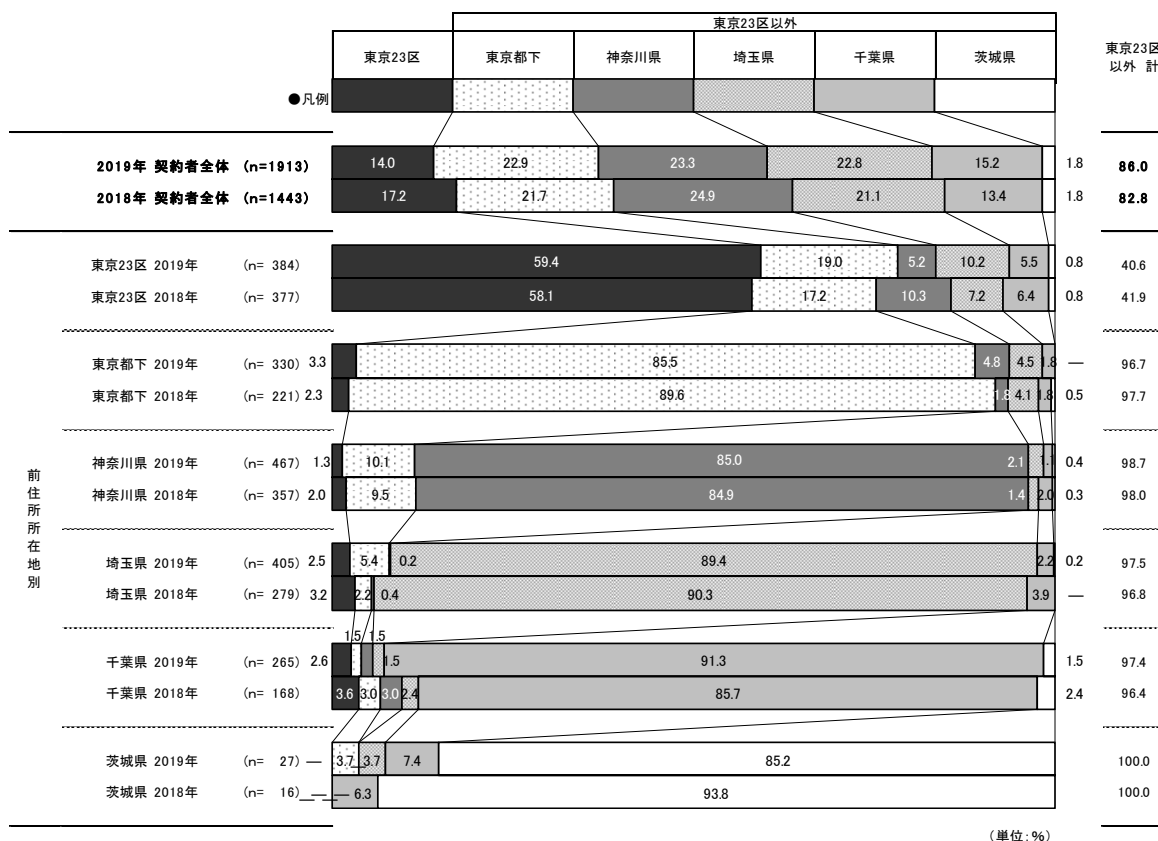 東京23区以外
東京23区 東京都下 神奈川県 埼玉県 千葉県 茨城県 東京23区
以外 計
●凡例
2019年 契約者全体 (n=1913) 14.0 22.9 23.3 22.8 15.2 1.8 86.0
2018年 契約者全体 (n=1443) 17.2 21.7 24.9 21.1 13.4 1.8 82.8
前住所所在地別
東京23区 2019年 (n= 384) 59.4 19.0 5.2 10.2 5.5 0.8 40.6
東京23区 2018年 (n= 377) 58.1 17.2 10.3 7.2 6.4 0.8 41.9
東京都下 2019年 (n= 330) 3.3 85.5 4.8 4.5 1.8 ― 96.7
東京都下 2018年 (n= 221) 2.3 89.6 1.8 4.1 1.8 0.5 97.7
神奈川県 2019年 (n= 467) 1.3 10.1 85.0 2.1 1.1 0.4 98.7
神奈川県 2018年 (n= 357) 2.0 9.5 84.9 1.4 2.0 0.3 98.0
埼玉県 2019年 (n= 405) 2.5 5.4 0.2 89.4 2.2 0.2 97.5
埼玉県 2018年 (n= 279) 3.2 2.2 0.4 90.3 3.9 ― 96.8
千葉県 2019年 (n= 265) 2.6 1.5 1.5 1.5 91.3 1.5 97.4
千葉県 2018年 (n= 168) 3.6 3.0 3.0 2.4 85.7 2.4 96.4
茨城県 2019年 (n= 27) ― 3.7 ― 3.7 7.4 85.2 100.0
茨城県 2018年 (n= 16) ― ― ― ― 6.3 93.8 100.0
(単位:%)